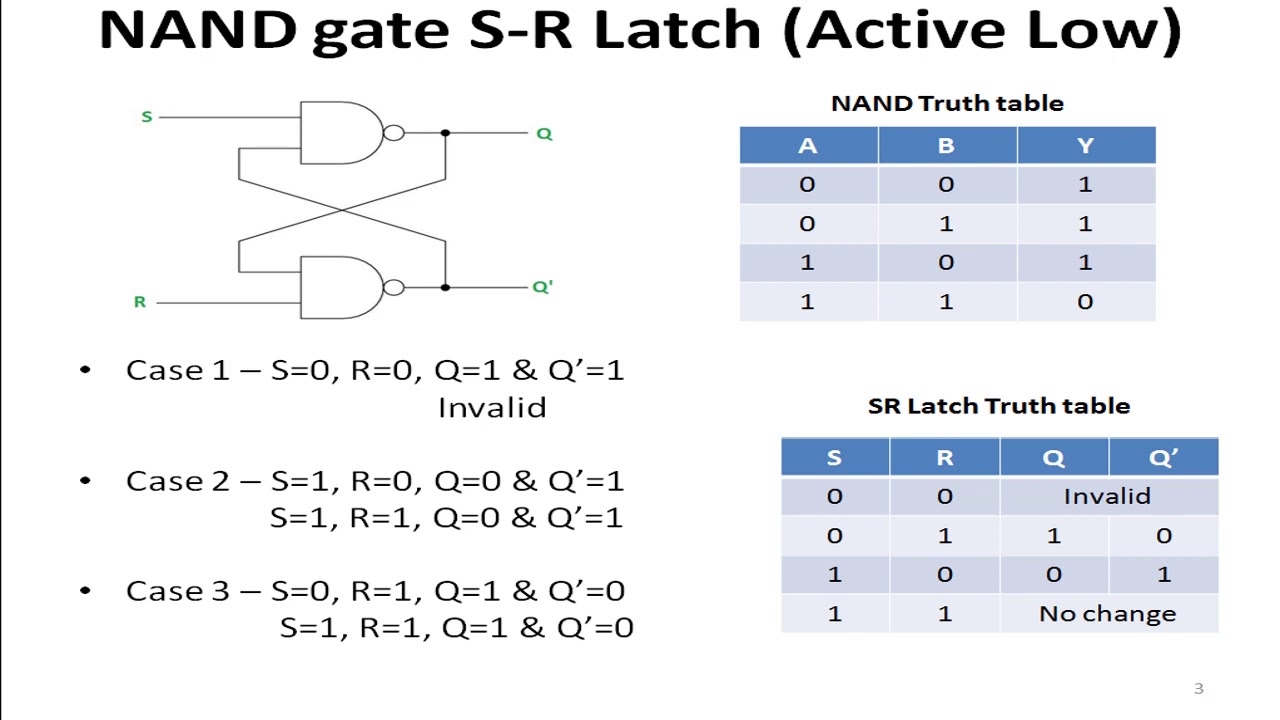 NAND gate S-R Latch (Active Low)
S
Q
R
Q'
NAND Truth table
A B Y
0 0 1
0 1 1
1 0 1
1 1 0
• Case 1 – S=0, R=0, Q=1 & Q’=1
Invalid
• Case 2 – S=1, R=0, Q=0 & Q’=1
S=1, R=1, Q=0 & Q’=1
• Case 3 – S=0, R=1, Q=1 & Q’=0
S=1, R=1, Q=1 & Q’=0
SR Latch Truth table
S R Q Q’
0 0 Invalid
0 1 1 0
1 0 0 1
1 1 No change
3